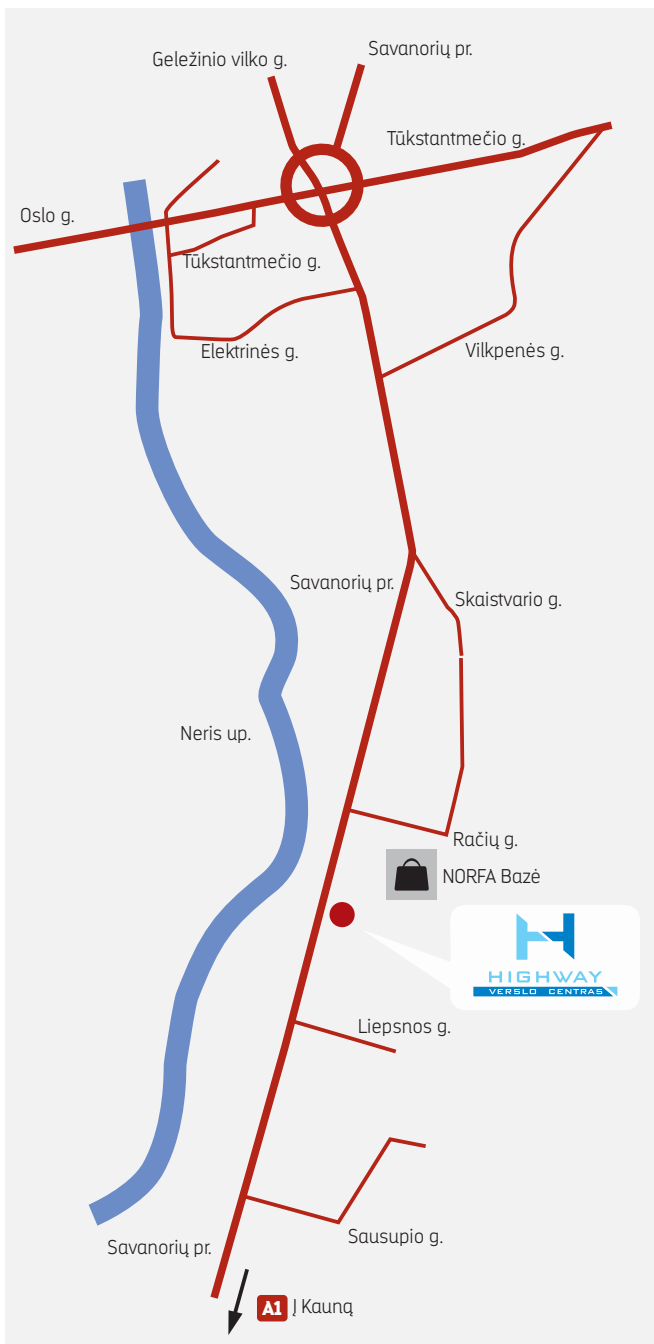 Savanorių pr.
Geležinio vilko g.
Tūkstantmečio g.
Oslo g.
Tūkstantmečio g.
Elektrinės g.
Vilkpenės g.
Savanorių pr.
Skaistvario g.
Neris up.
Račių g.
NORFA Bazė
HIGHWAY
VERSLO CENTRAS
Liepsnos g.
Sausupio g.
Savanorių pr.
A1 Į Kauną